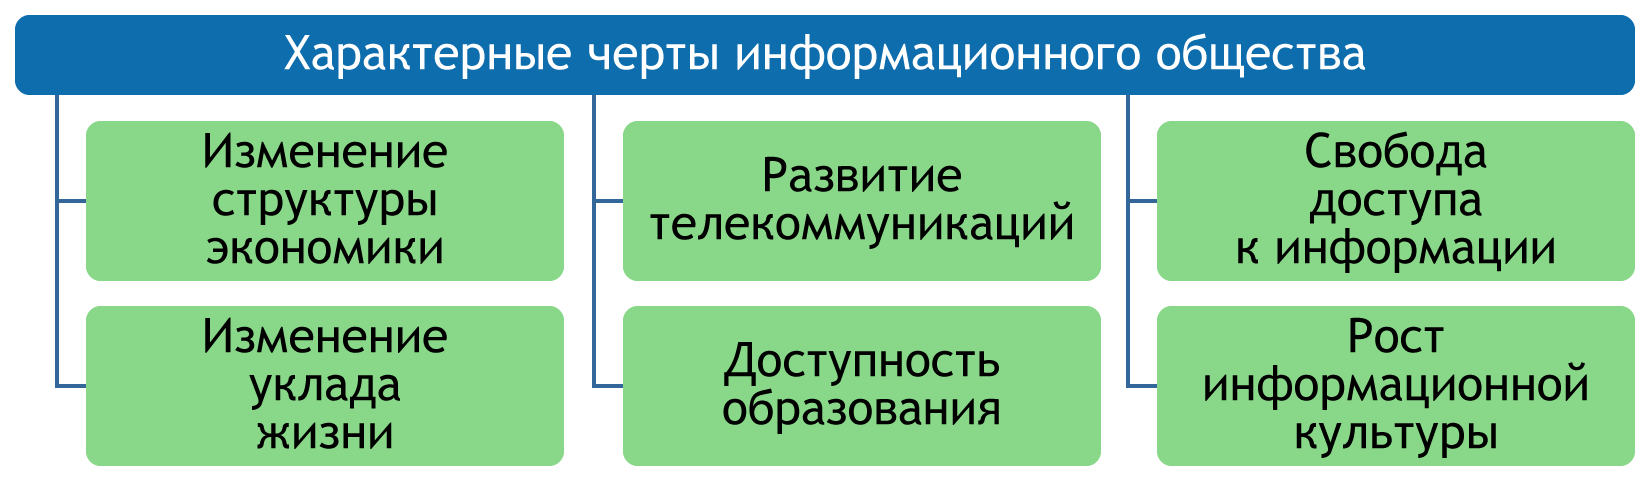 Характерные черты информационного общества
Изменение
структуры
экономики
Развитие
телекоммуникаций
Свобода
доступа
к информации
Изменение
уклада
жизни
Доступность
образования
Рост
информационной
культуры